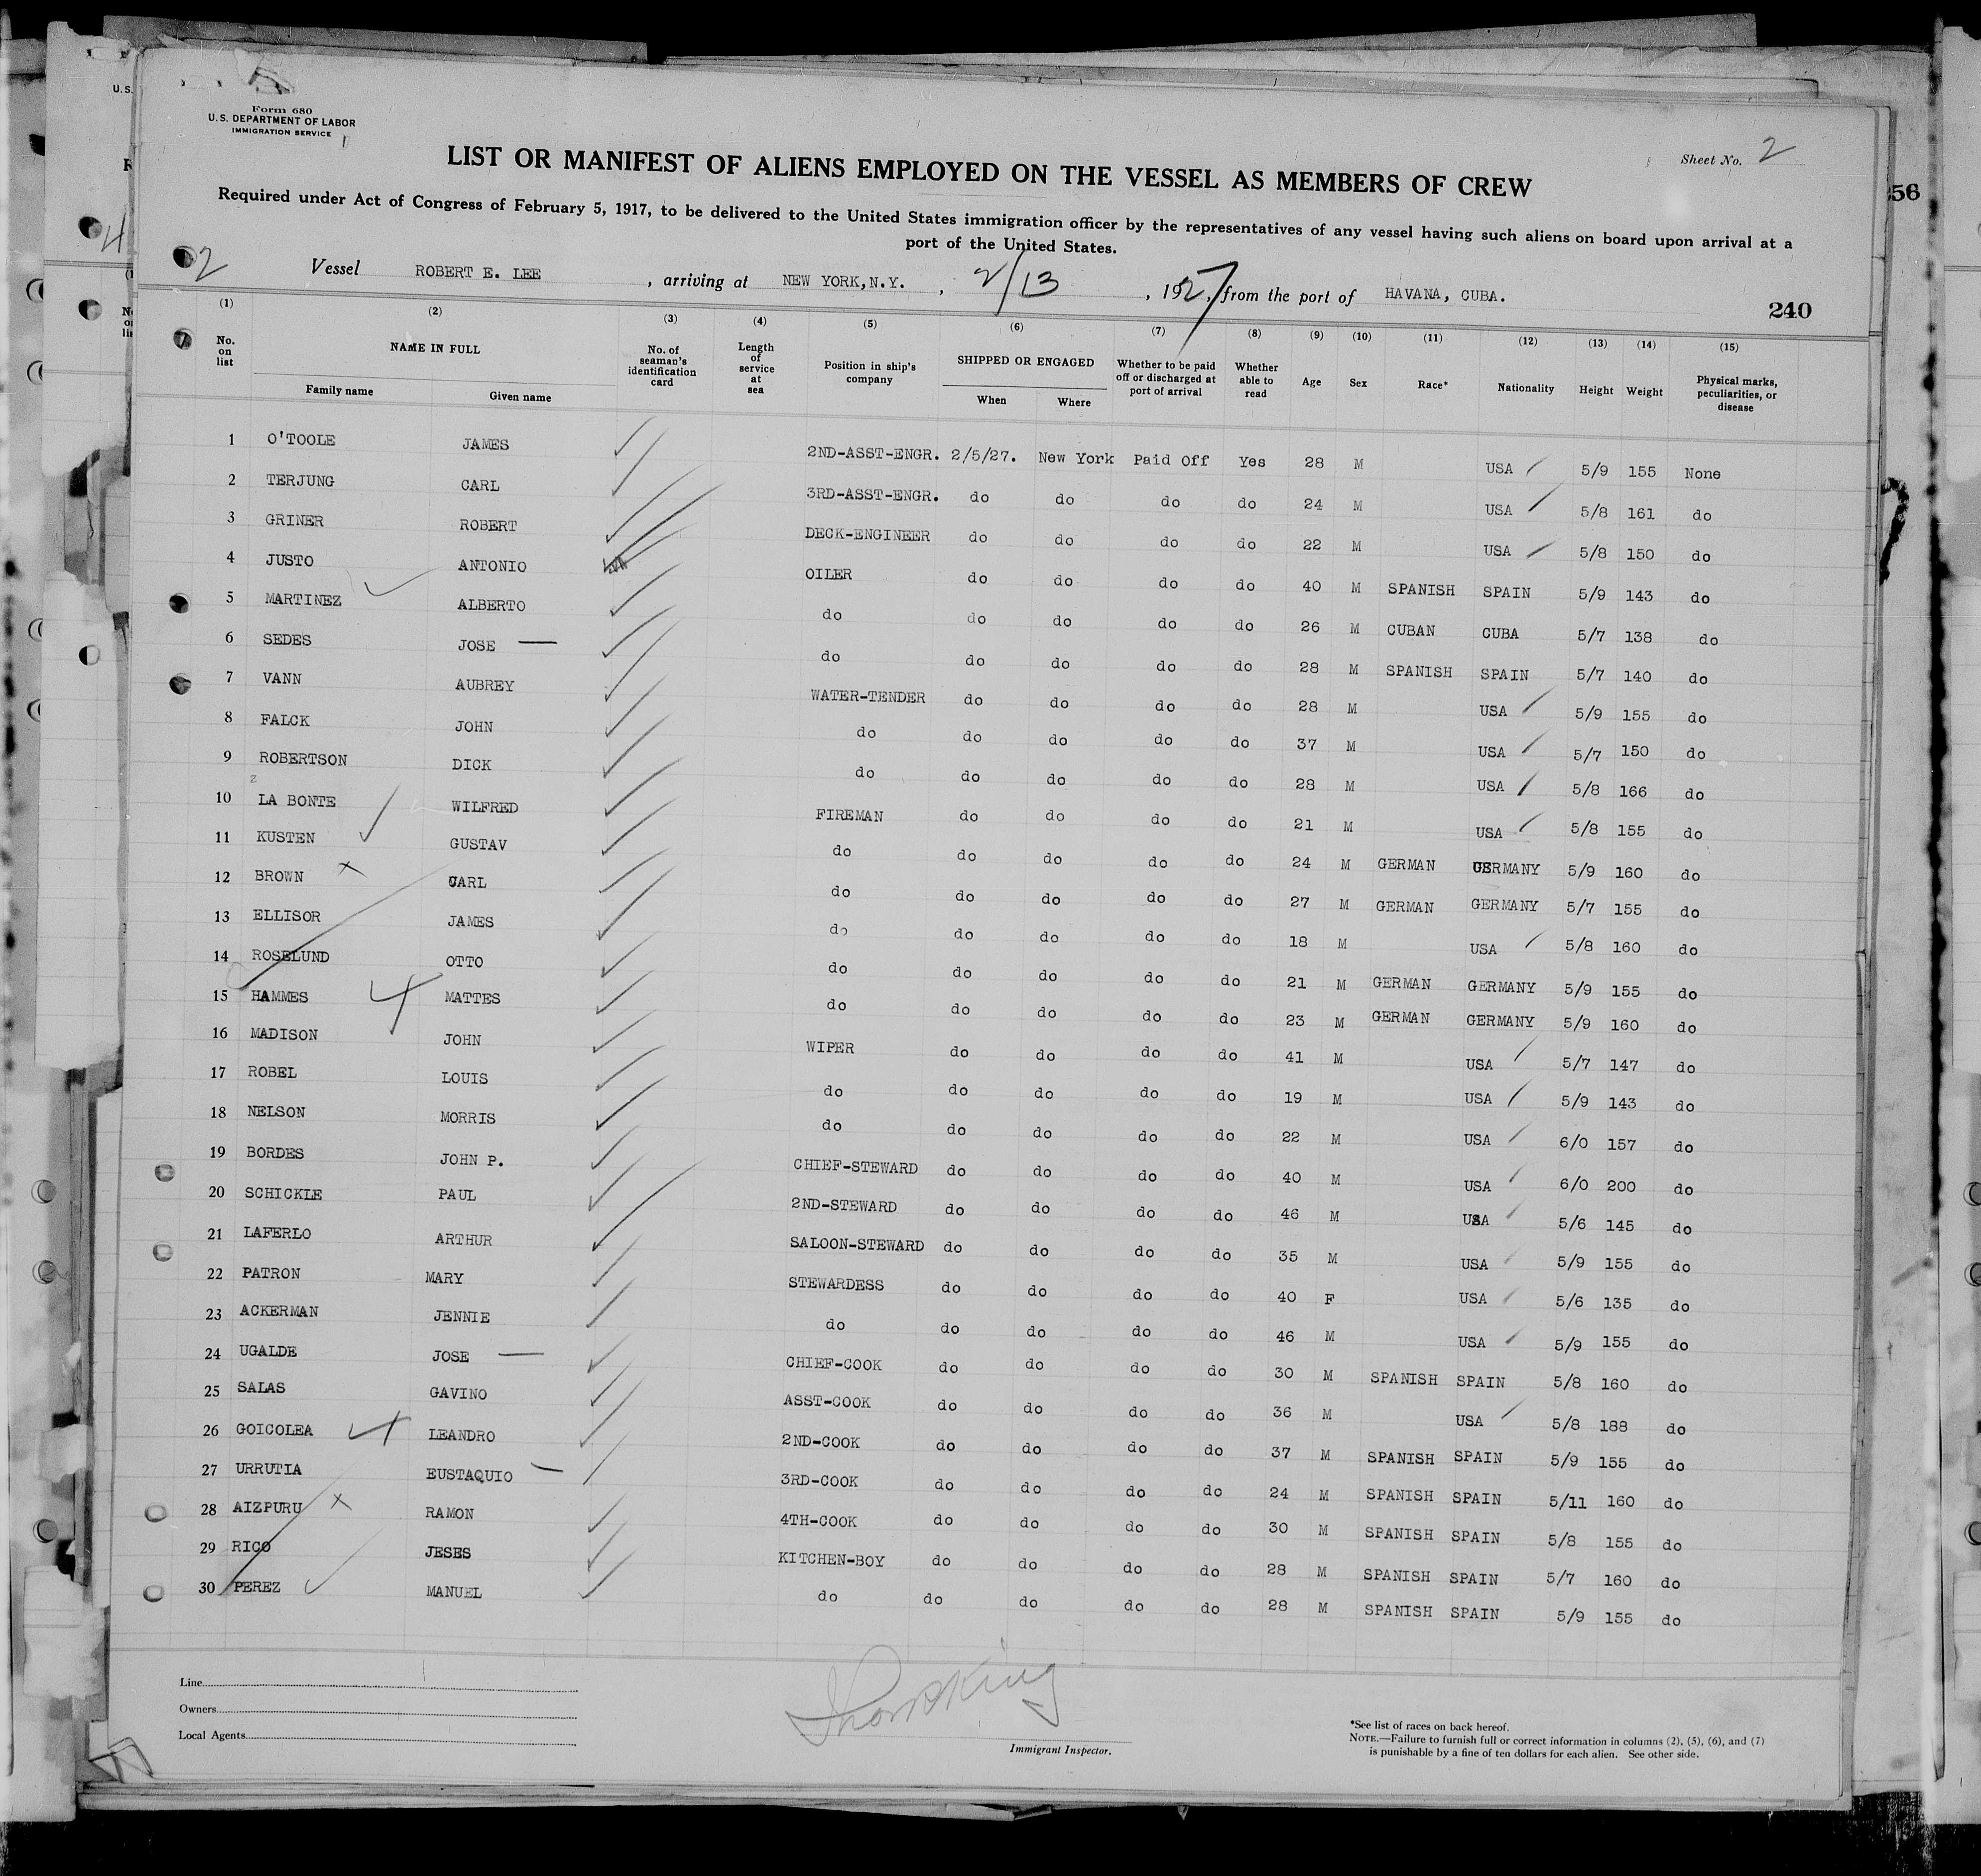 U.S.
Form 680
U.S. DEPARTMENT OF LABOR
IMMIGRATION SERVICE
LIST OR MANIFEST OF ALIENS EMPLOYED ON THE VESSEL AS MEMBERS OF CREW
Sheet No. 2
56
Required under Act of Congress of February 5, 1917, to be delivered to the United States immigration officer by the representatives of any vessel having such aliens on board upon arrival at a
port of the United States.
2 Vessel ROBERT E. LEE, arriving at NEW YORK, N.Y., 2/13, 1927, from the port of HAVANA, CUBA.
240
(1) (2) (3) (4) (5) (6) (7) (8) (9) (10) (11) (12) (13) (14) (15)
No. on list NAME IN FULL No. of seaman's identification card Length of service at sea Position in ship's company SHIPPED OR ENGAGED Whether to be paid off or discharged at port of arrival Whether able to read Age Sex Race* Nationality Height Weight Physical marks, peculiarities, or disease
Family name Given name When Where
1 O'TOOLE JAMES 2ND-ASST-ENGR. 2/5/27. New York Paid Off Yes 28 M USA 5/9 155 None
2 TERJUNG CARL 3RD-ASST-ENGR. do do do do 24 M USA 5/8 161 do
3 GRINER ROBERT DECK-ENGINEER do do do do 22 M USA 5/8 150 do
4 JUSTO ANTONIO OILER do do do do 40 M SPANISH SPAIN 5/9 143 do
5 MARTINEZ ALBERTO do do do do do 26 M CUBAN CUBA 5/7 138 do
6 SEDES JOSE do do do do do 28 M SPANISH SPAIN 5/7 140 do
7 VANN AUBREY WATER-TENDER do do do do 28 M USA 5/9 155 do
8 FALCK JOHN do do do do do 37 M USA 5/7 150 do
9 ROBERTSON DICK do do do do do 28 M USA 5/8 166 do
10 LA BONTE WILFRED FIREMAN do do do do 21 M USA 5/8 155 do
11 KUSTEN GUSTAV do do do do do 24 M GERMAN GERMANY 5/9 160 do
12 BROWN CARL do do do do do 27 M GERMAN GERMANY 5/7 155 do
13 ELLISOR JAMES do do do do do 18 M USA 5/8 160 do
14 ROSELUND OTTO do do do do do 21 M GERMAN GERMANY 5/9 155 do
15 HAMMES MATTES do do do do do 23 M GERMAN GERMANY 5/9 160 do
16 MADISON JOHN WIPER do do do do 41 M USA 5/7 147 do
17 ROBEL LOUIS do do do do do 19 M USA 5/9 143 do
18 NELSON MORRIS do do do do do 22 M USA 6/0 157 do
19 BORDES JOHN P. CHIEF-STEWARD do do do do 40 M USA 6/0 200 do
20 SCHICKLE PAUL 2ND-STEWARD do do do do 46 M USA 5/6 145 do
21 LAFERLO ARTHUR SALOON-STEWARD do do do do 35 M USA 5/9 155 do
22 PATRON MARY STEWARDESS do do do do 40 F USA 5/6 135 do
23 ACKERMAN JENNIE do do do do do 46 M USA 5/9 155 do
24 UGALDE JOSE CHIEF-COOK do do do do 30 M SPANISH SPAIN 5/8 160 do
25 SALAS GAVINO ASST-COOK do do do do 36 M USA 5/8 188 do
26 GOICOLEA LEANDRO 2ND-COOK do do do do 37 M SPANISH SPAIN 5/9 155 do
27 URRUTIA EUSTAQUIO 3RD-COOK do do do do 24 M SPANISH SPAIN 5/11 160 do
28 AIZPURU RAMON 4TH-COOK do do do do 30 M SPANISH SPAIN 5/8 155 do
29 RICO JESES KITCHEN-BOY do do do do 28 M SPANISH SPAIN 5/7 160 do
30 PEREZ MANUEL do do do do do 28 M SPANISH SPAIN 5/9 155 do
Line
Owners
Local Agents
Immigrant Inspector.
*See list of races on back hereof.
NOTE.—Failure to furnish full or correct information in columns (2), (5), (6), and (7)
is punishable by a fine of ten dollars for each alien. See other side.